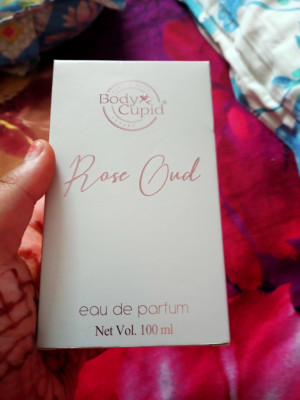 Body
Cupid®
Rose Oud
eau de parfum
Net Vol. 100 ml